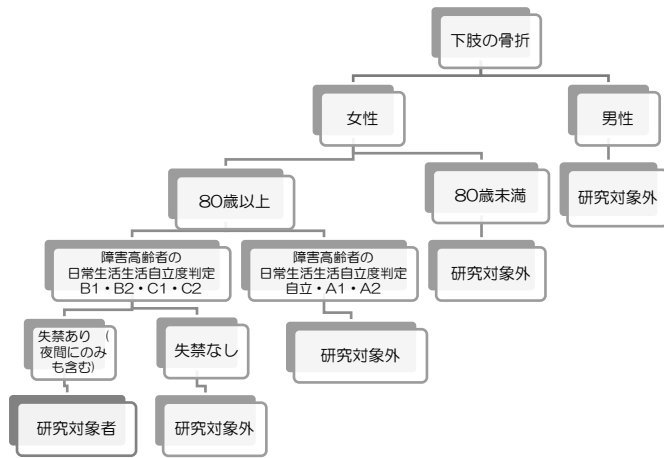 下肢の骨折
女性
男性
80歳以上
80歳未満
研究対象外
障害高齢者の
日常生活生活自立度判定
B1・B2・C1・C2
障害高齢者の
日常生活生活自立度判定
自立・A1・A2
研究対象外
失禁あり （
夜間にのみ
も含む)
失禁なし
研究対象外
研究対象者
研究対象外